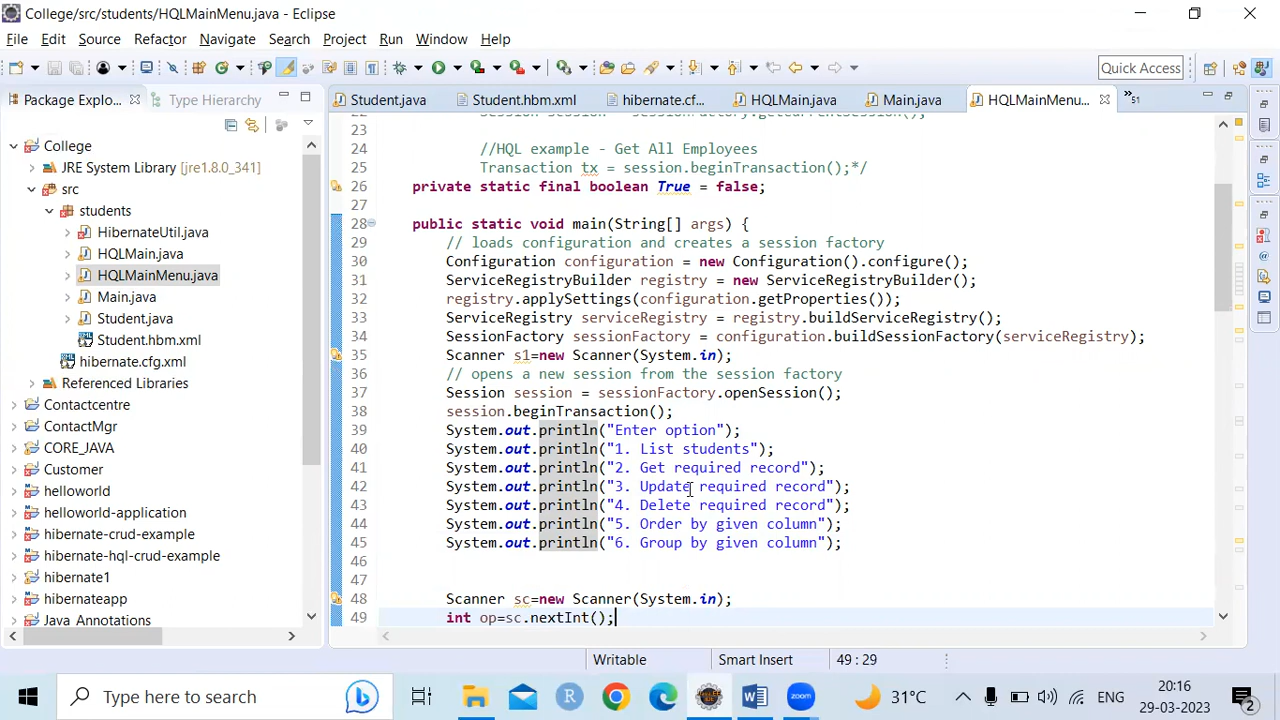 College/src/students/HQLMainMenu.java - Eclipse
File Edit Source Refactor Navigate Search Project Run Window Help
Quick Access
Package Explo... Type Hierarchy
Student.java Student.hbm.xml hibernate.cf... HQLMain.java Main.java HQLMainMenu... »51
College
JRE System Library [jre1.8.0_341]
src
students
HibernateUtil.java
HQLMain.java
HQLMainMenu.java
Main.java
Student.java
Student.hbm.xml
hibernate.cfg.xml
Referenced Libraries
Contactcentre
ContactMgr
CORE_JAVA
Customer
helloworld
helloworld-application
hibernate-crud-example
hibernate-hql-crud-example
hibernate1
hibernateapp
Java_Annotations
22 Session session = sessionFactory.getCurrentSession();
23
24 //HQL example - Get All Employees
25 Transaction tx = session.beginTransaction();*/
26 private static final boolean True = false;
27
28 public static void main(String[] args) {
29 // loads configuration and creates a session factory
30 Configuration configuration = new Configuration().configure();
31 ServiceRegistryBuilder registry = new ServiceRegistryBuilder();
32 registry.applySettings(configuration.getProperties());
33 ServiceRegistry serviceRegistry = registry.buildServiceRegistry();
34 SessionFactory sessionFactory = configuration.buildSessionFactory(serviceRegistry);
35 Scanner s1=new Scanner(System.in);
36 // opens a new session from the session factory
37 Session session = sessionFactory.openSession();
38 session.beginTransaction();
39 System.out.println("Enter option");
40 System.out.println("1. List students");
41 System.out.println("2. Get required record");
42 System.out.println("3. Update required record");
43 System.out.println("4. Delete required record");
44 System.out.println("5. Order by given column");
45 System.out.println("6. Group by given column");
46
47
48 Scanner sc=new Scanner(System.in);
49 int op=sc.nextInt();
Writable Smart Insert 49 : 29
Type here to search
31°C ENG 20:16
29-03-2023
2